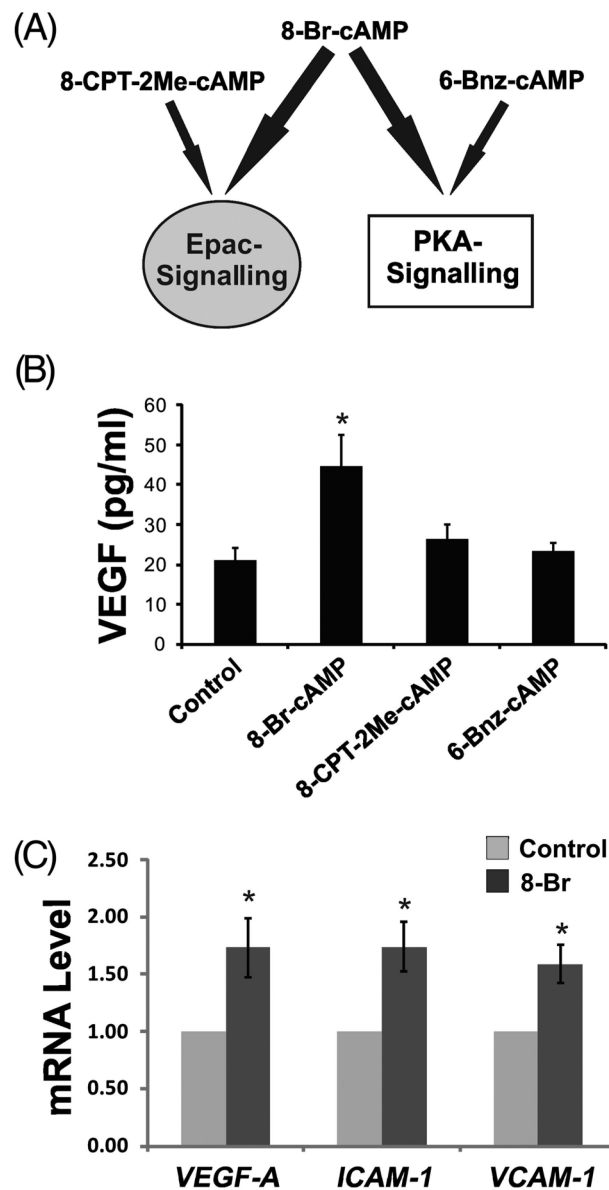 (A)
8-Br-cAMP
8-CPT-2Me-cAMP
6-Bnz-cAMP
Epac-
Signalling
PKA-
Signalling
(B)
VEGF (pg/ml)
60
50
40
30
20
10
0
*
Control
8-Br-cAMP
8-CPT-2Me-cAMP
6-Bnz-cAMP
(C)
Control
8-Br
mRNA Level
2.50
2.00
1.50
1.00
0.50
0.00
*
*
*
VEGF-A
ICAM-1
VCAM-1